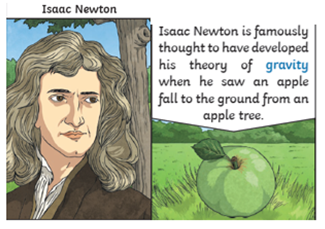 Isaac Newton
Isaac Newton is famously
thought to have developed
his theory of gravity
when he saw an apple
fall to the ground from an
apple tree.